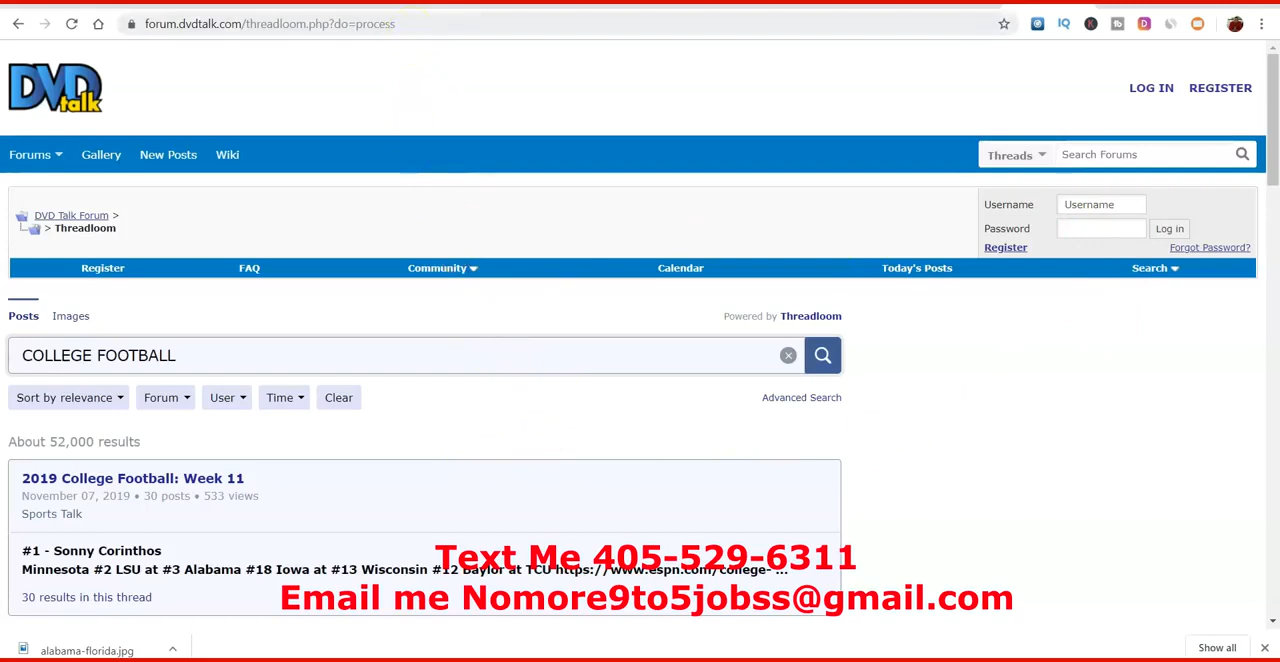 forum.dvdtalk.com/threadloom.php?do=process
IQ
DVD
talk
LOG IN REGISTER
Forums Gallery New Posts Wiki
Threads Search Forums
DVD Talk Forum >
> Threadloom
Username Username
Password Log in
Register Forgot Password?
Register FAQ Community Calendar Today's Posts Search
Posts Images
Powered by Threadloom
COLLEGE FOOTBALL
Sort by relevance Forum User Time Clear
Advanced Search
About 52,000 results
2019 College Football: Week 11
November 07, 2019 • 30 posts • 533 views
Sports Talk
#1 - Sonny Corinthos
Text Me 405-529-6311
Minnesota #2 LSU at #3 Alabama #18 Iowa at #13 Wisconsin #12 Baylor at TCU https://www.espn.com/college- ...
30 results in this thread
Email me Nomore9to5jobss@gmail.com
alabama-florida.jpg
Show all